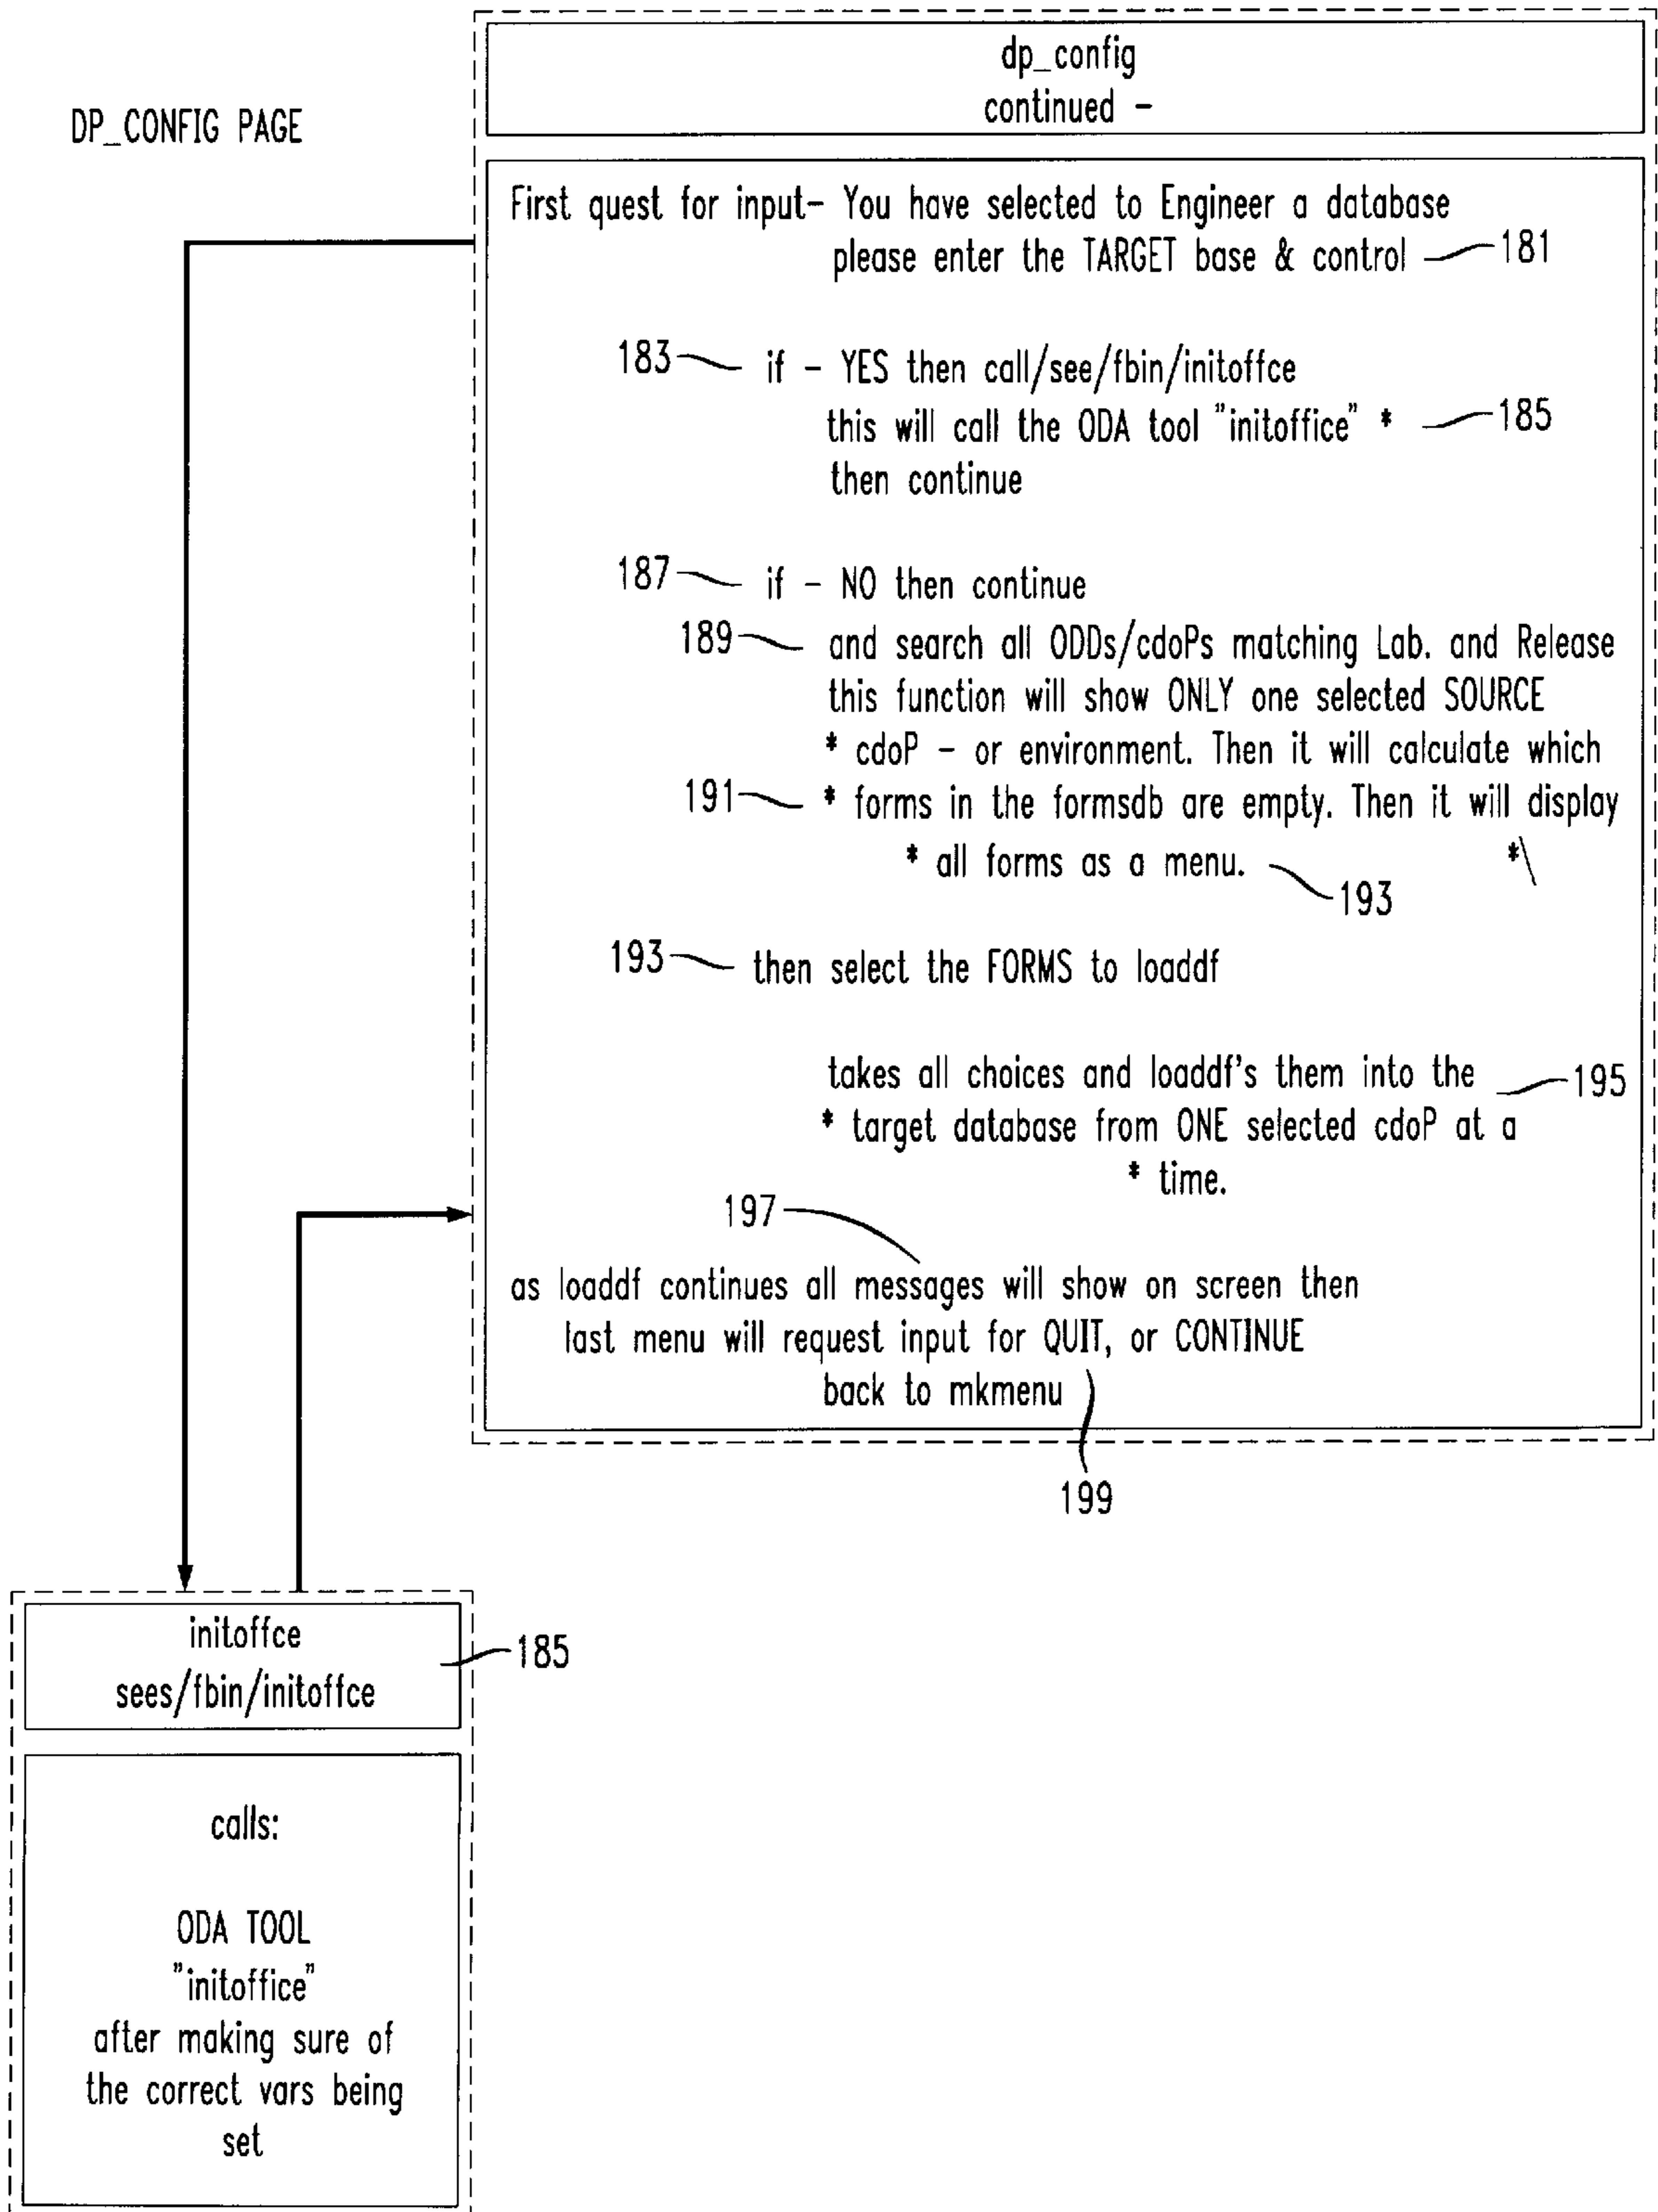 DP_CONFIG PAGE
dp_config
continued -
First quest for input- You have selected to Engineer a database
please enter the TARGET base & control 181
183 if - YES then call/see/fbin/initoffce
this will call the ODA tool "initoffice" * 185
then continue
187 if - NO then continue
189 and search all ODDs/cdoPs matching Lab. and Release
this function will show ONLY one selected SOURCE
* cdoP - or environment. Then it will calculate which
191 * forms in the formsdb are empty. Then it will display
* all forms as a menu. *\
193
193 then select the FORMS to loaddf
takes all choices and loaddf's them into the 195
* target database from ONE selected cdoP at a
* time.
197
as loaddf continues all messages will show on screen then
last menu will request input for QUIT, or CONTINUE
back to mkmenu
199
initoffce
sees/fbin/initoffce
185
calls:
ODA TOOL
"initoffice"
after making sure of
the correct vars being
set